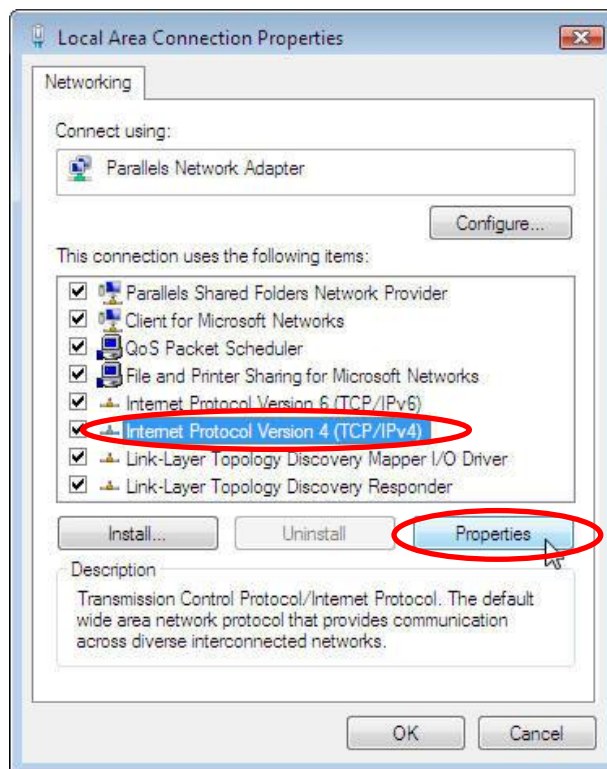 Local Area Connection Properties
Networking
Connect using:
Parallels Network Adapter
Configure...
This connection uses the following items:
Parallels Shared Folders Network Provider
Client for Microsoft Networks
QoS Packet Scheduler
File and Printer Sharing for Microsoft Networks
Internet Protocol Version 6 (TCP/IPv6)
Internet Protocol Version 4 (TCP/IPv4)
Link-Layer Topology Discovery Mapper I/O Driver
Link-Layer Topology Discovery Responder
Install... Uninstall Properties
Description
Transmission Control Protocol/Internet Protocol. The default
wide area network protocol that provides communication
across diverse interconnected networks.
OK Cancel